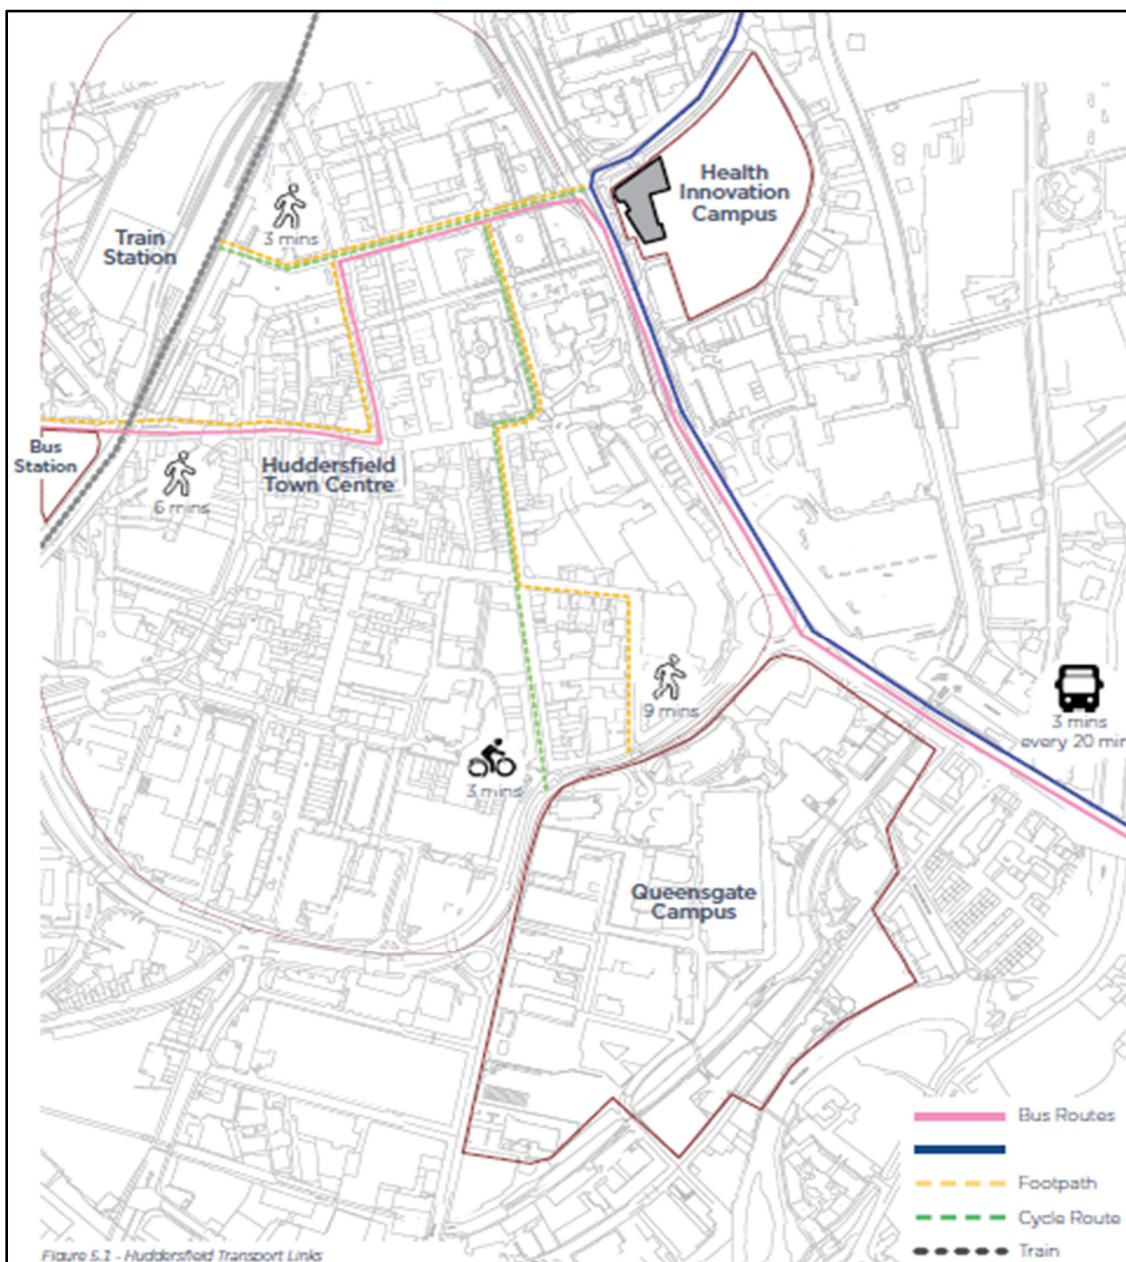 Health
Innovation
Campus
3 mins
Train
Station
Bus
Station
Huddersfield
Town Centre
6 mins
9 mins
3 mins
3 mins
every 20 min
Queensgate
Campus
Bus Routes
Footpath
Cycle Route
Train
Figure 5.1 - Huddersfield Transport Links